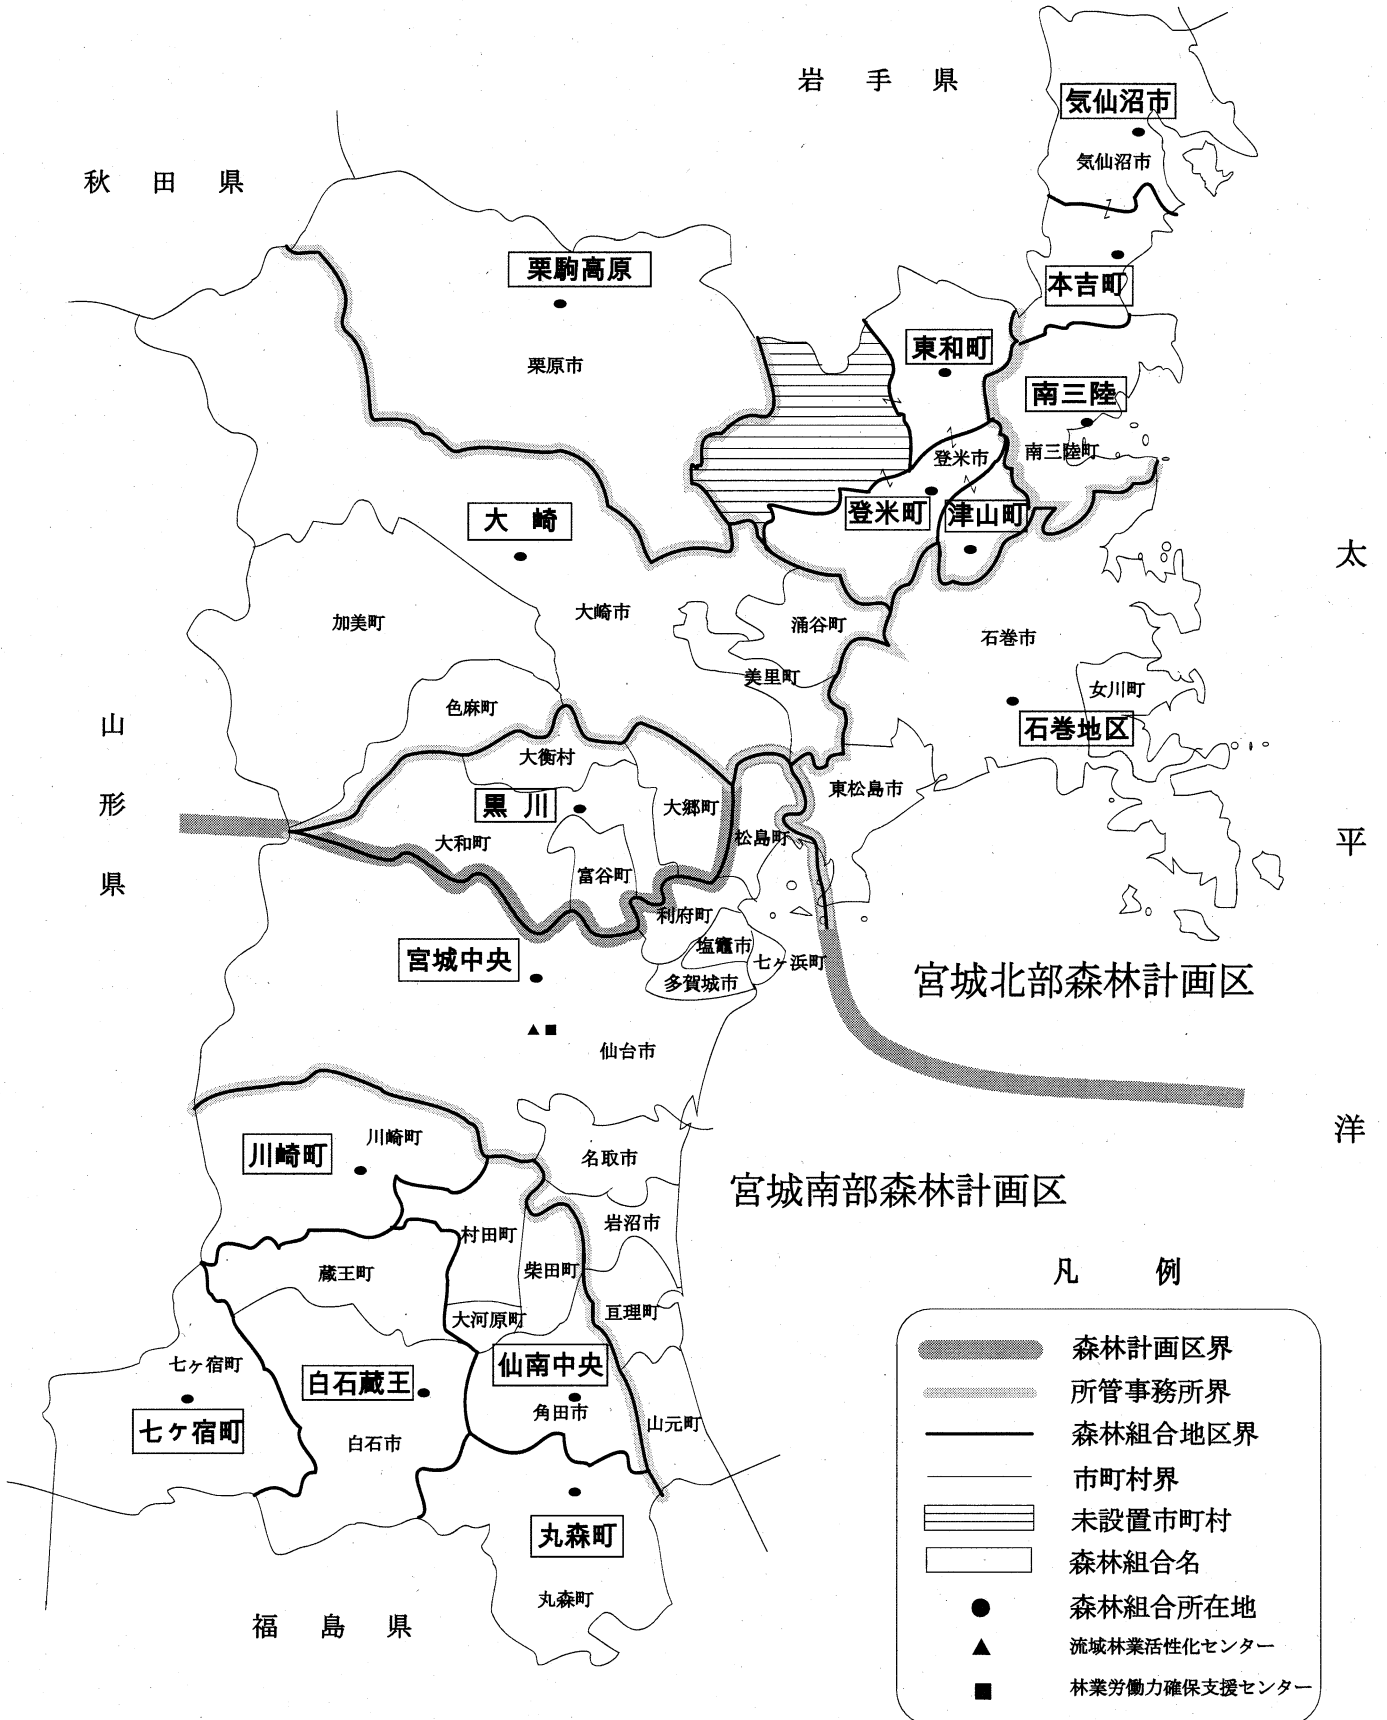 岩手県
気仙沼市
気仙沼市
秋田県
栗駒高原
本吉町
東和町
栗原市
南三陸
南三陸町
登米市
大崎
登米町
津山町
太平洋
大崎市
加美町
涌谷町
石巻市
美里町
女川町
色麻町
石巻地区
山形県
大衡村
東松島市
黒川
大郷町
松島町
大和町
富谷町
利府町
塩竈市
宮城中央
七ヶ浜町
多賀城市
宮城北部森林計画区
仙台市
川崎町
川崎町
名取市
宮城南部森林計画区
岩沼市
村田町
蔵王町
柴田町
大河原町
亘理町
七ヶ宿町
白石蔵王
仙南中央
角田市
七ケ宿町
白石市
山元町
丸森町
丸森町
福島県
凡例
森林計画区界
所管事務所界
森林組合地区界
市町村界
未設置市町村
森林組合名
森林組合所在地
流城林業活性化センター
林業労働力確保支援センター